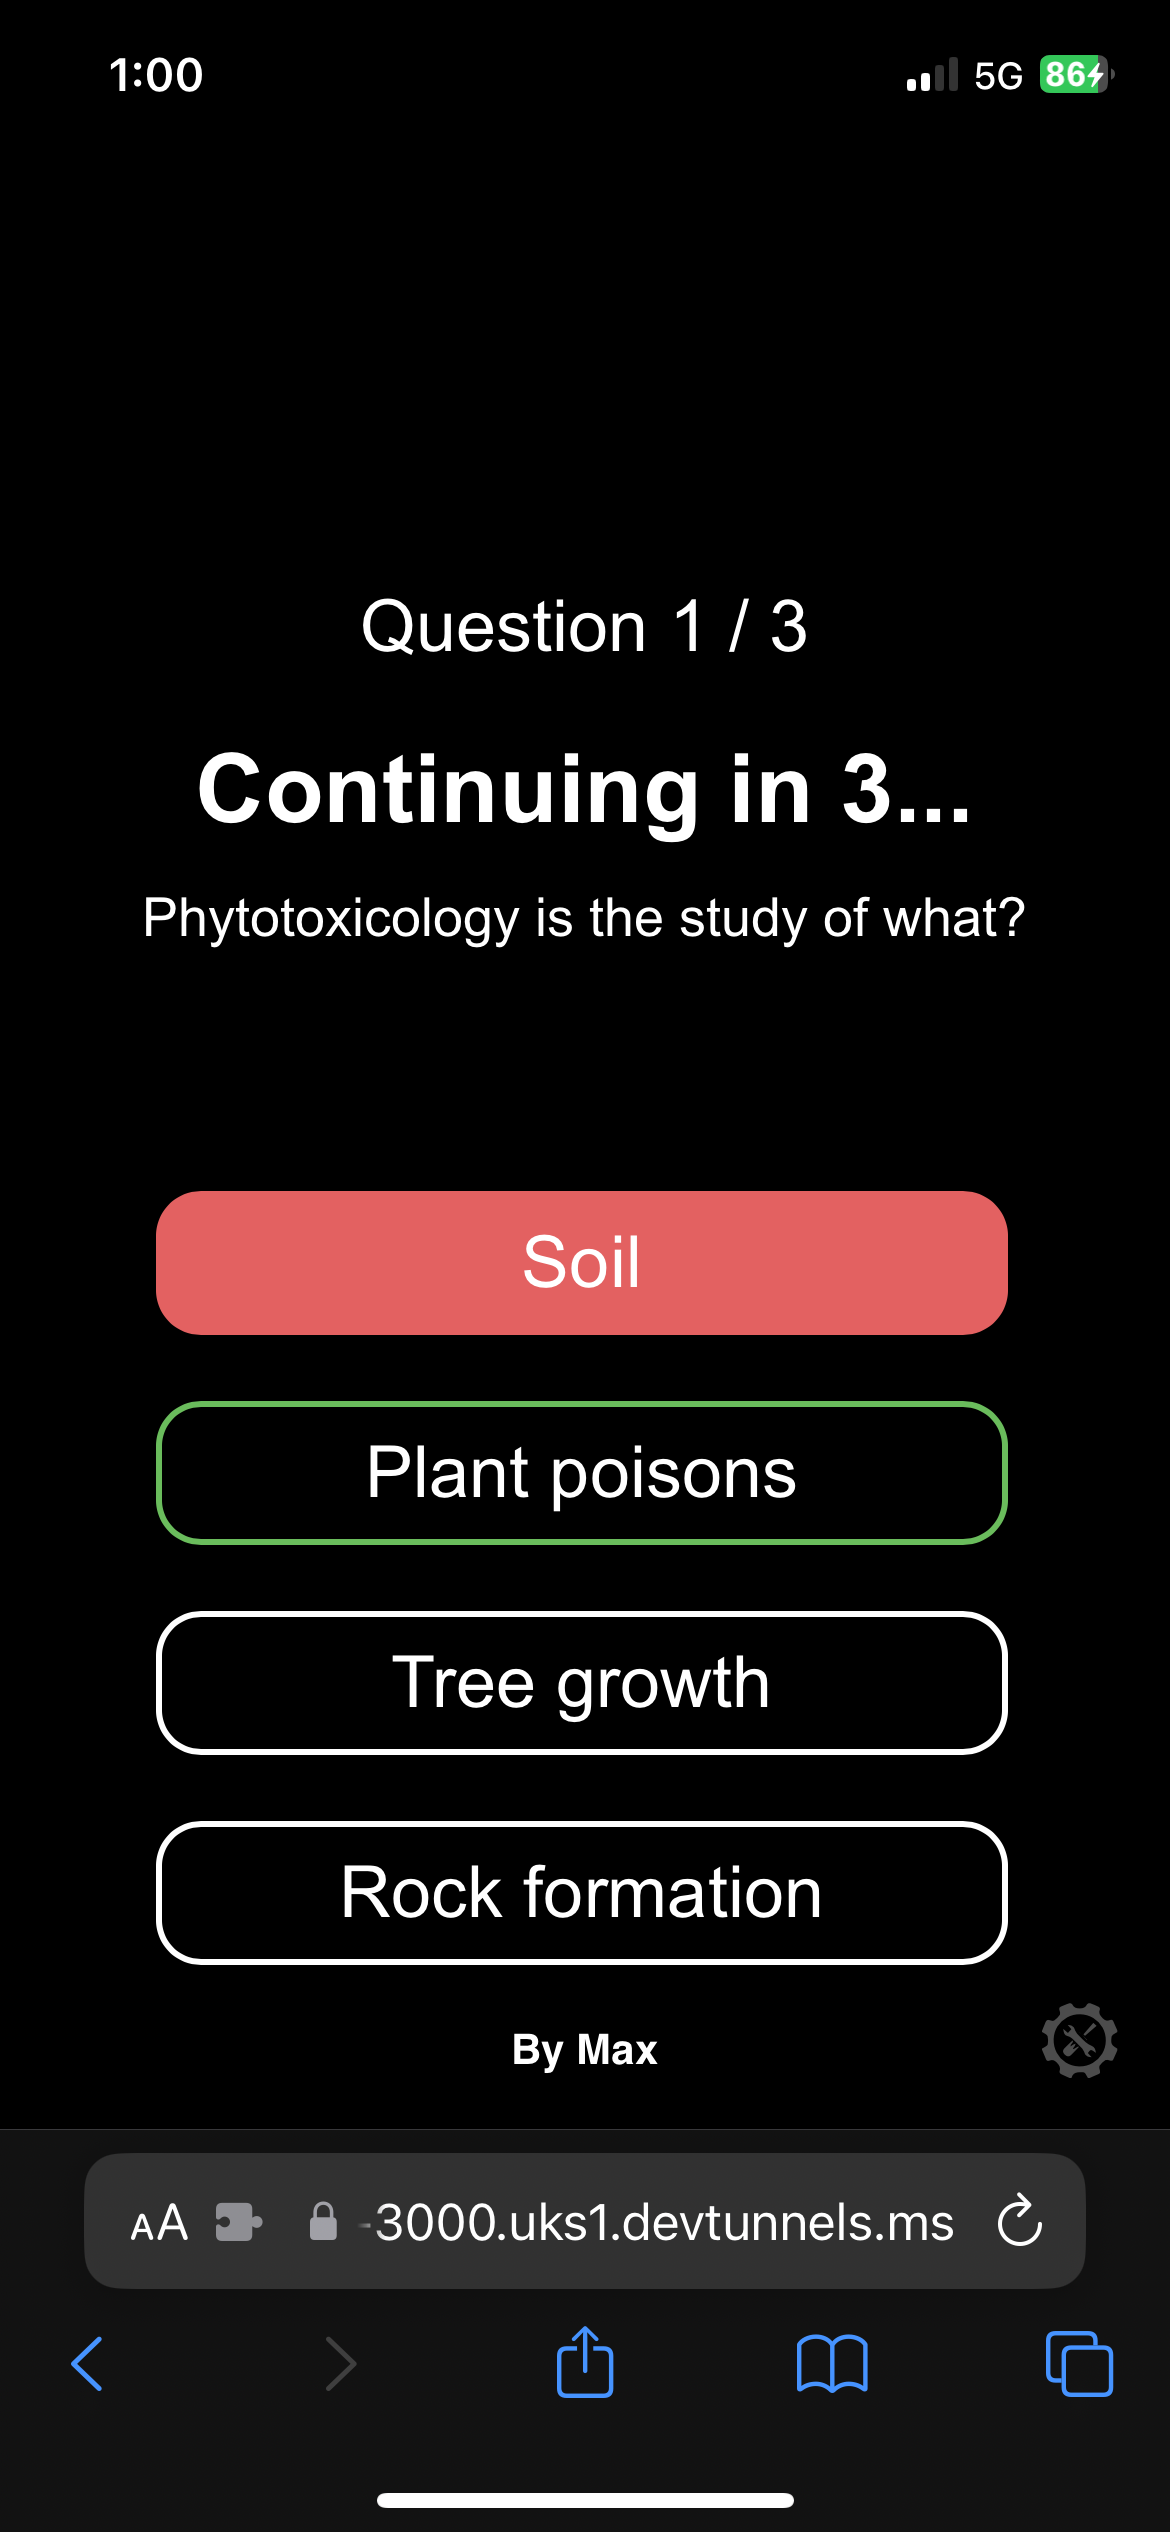 1:00
5G
86
Question 1 / 3
Continuing in 3...
Phytotoxicology is the study of what?
Soil
Plant poisons
Tree growth
Rock formation
By Max
AA
-3000.uks1.devtunnels.ms